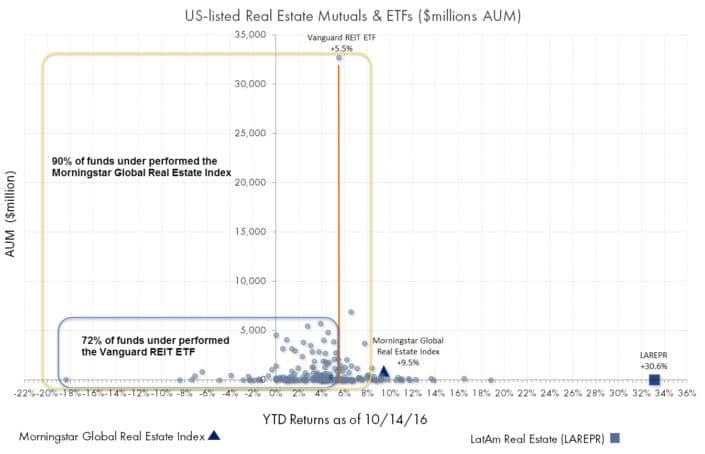 US-listed Real Estate Mutuals & ETFs ($millions AUM)
35,000
Vanguard REIT ETF
+5.5%
30,000
25,000
90% of funds under performed the
Morningstar Global Real Estate Index
20,000
AUM ($million)
15,000
10,000
5,000
72% of funds under performed
the Vanguard REIT ETF
Morningstar Global
Real Estate Index
+9.5%
LAREPR
+30.6%
0
-22% -20% -18% -16% -14% -12% -10% -8% -6% -4% -2% 0% 2% 4% 6% 8% 10% 12% 14% 16% 18% 20% 22% 24% 26% 28% 30% 32% 34% 36%
YTD Returns as of 10/14/16
Morningstar Global Real Estate Index
LatAm Real Estate (LAREPR)